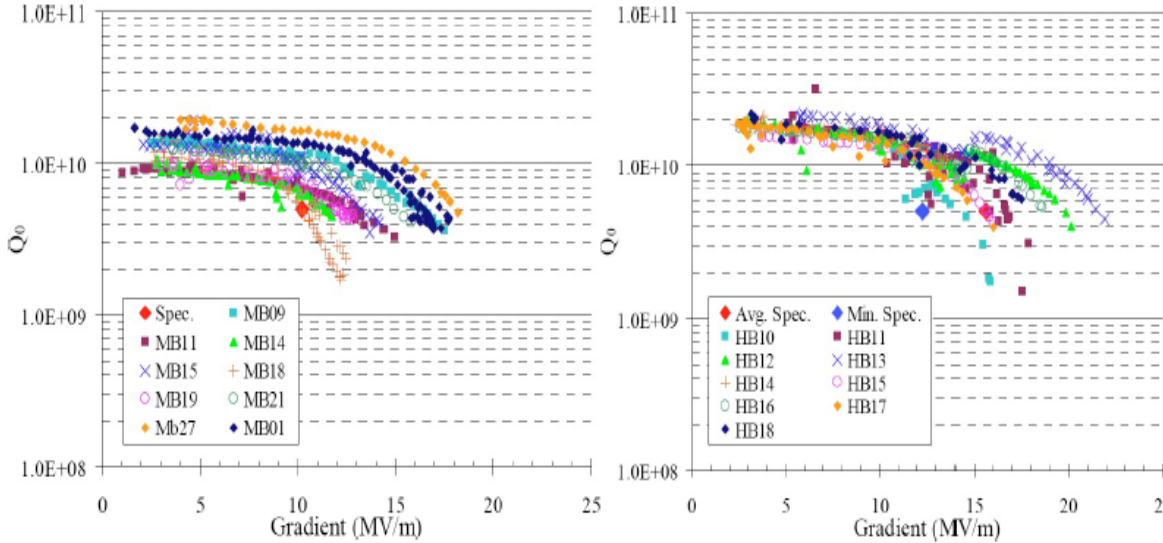 1.0E+11
1.0E+10
1.0E+09
1.0E+08
Q₀
0 5 10 15 20 25
Gradient (MV/m)
Spec. MB09
MB11 MB14
MB15 MB18
MB19 MB21
Mb27 MB01
1.0E+11
1.0E+10
1.0E+09
1.0E+08
Q₀
0 5 10 15 20 25
Gradient (MV/m)
Avg. Spec. Min. Spec.
HB10 HB11
HB12 HB13
HB14 HB15
HB16 HB17
HB18